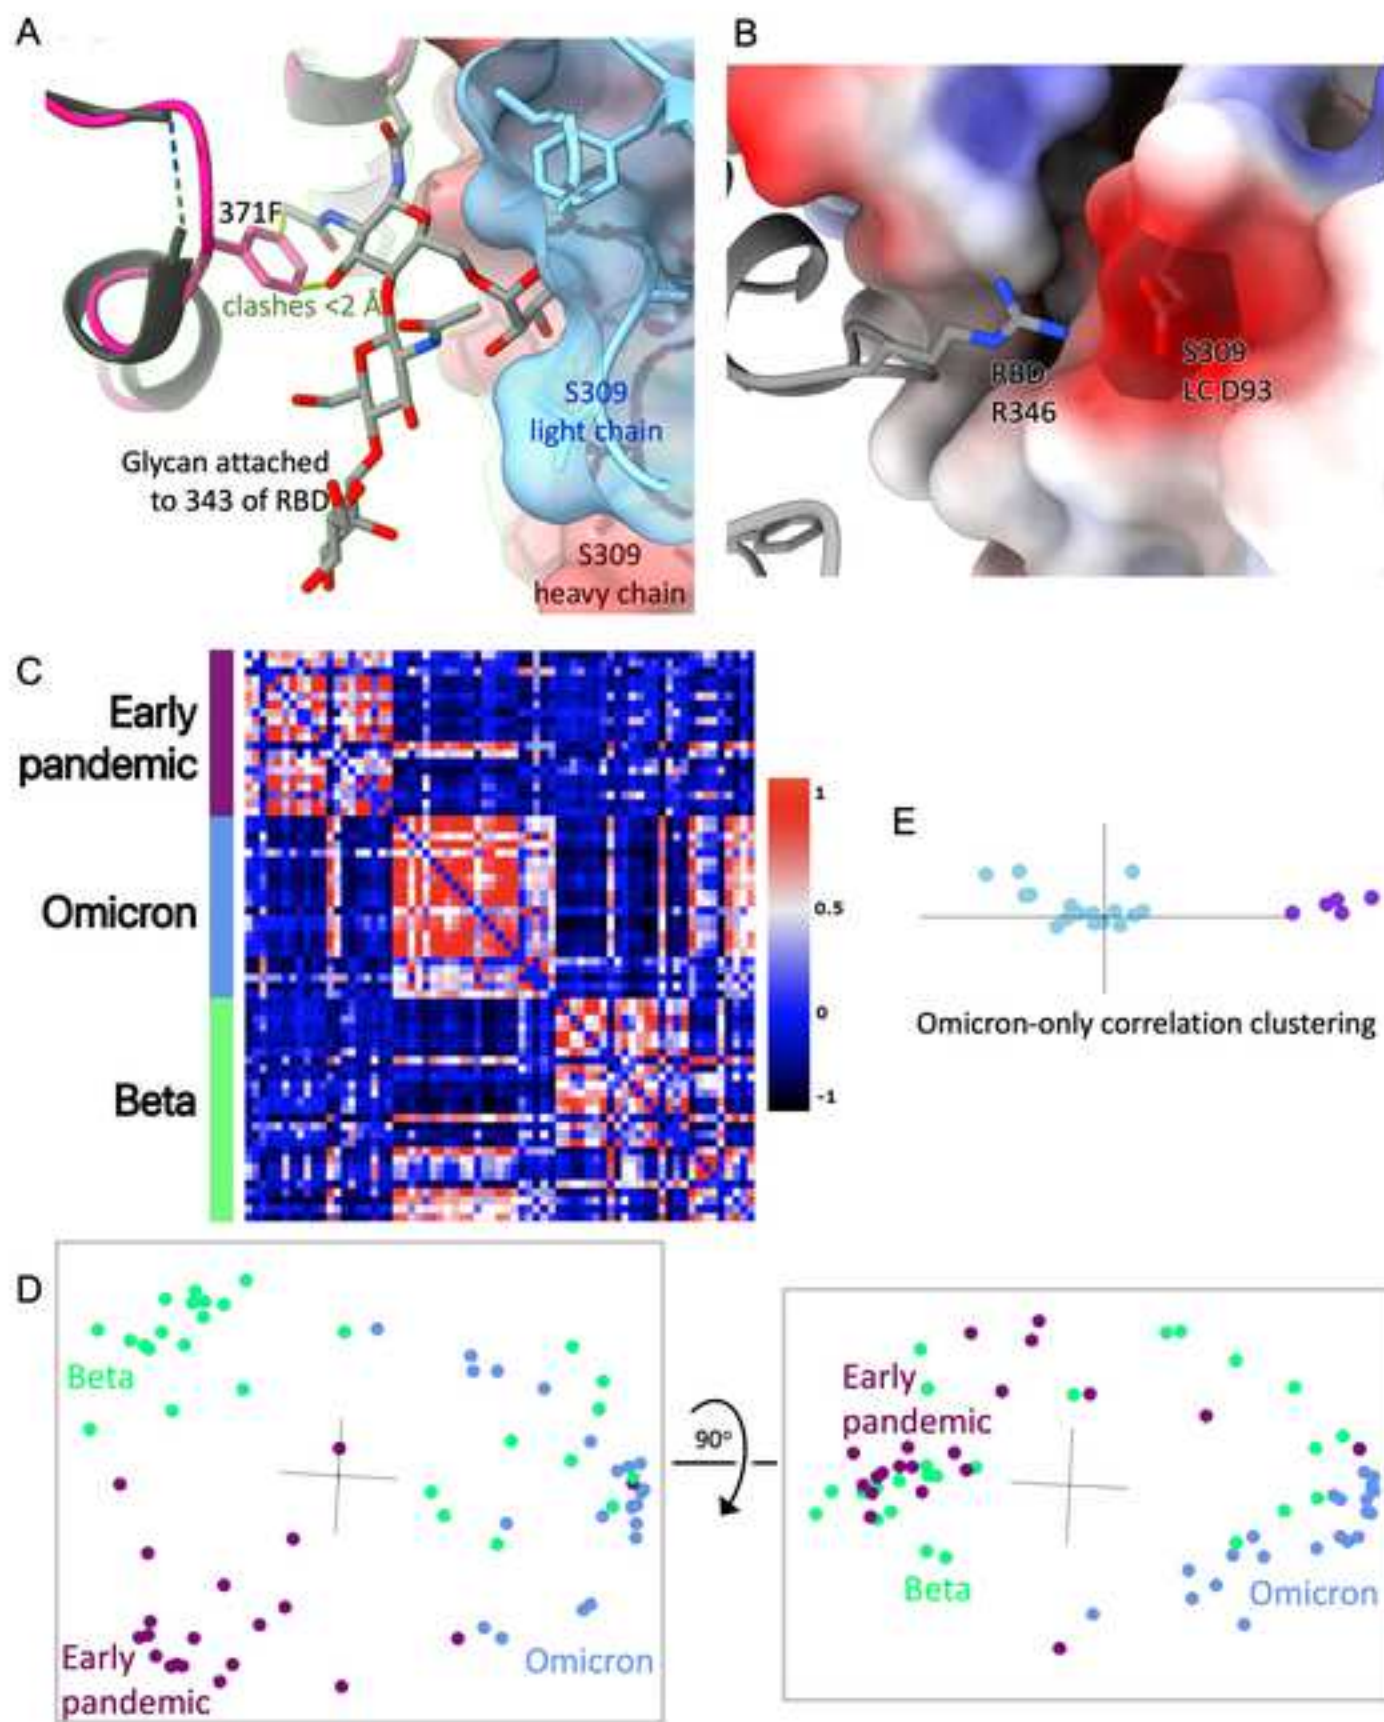 A
371F
clashes <2 Å
S309
light chain
Glycan attached
to 343 of RBD
S309
heavy chain
B
RBD
R346
S309
LC D93
C
Early
pandemic
Omicron
Beta
1
0.5
0
-1
E
Omicron-only correlation clustering
D
Beta
Early
pandemic
Omicron
90°
Early
pandemic
Beta
Omicron